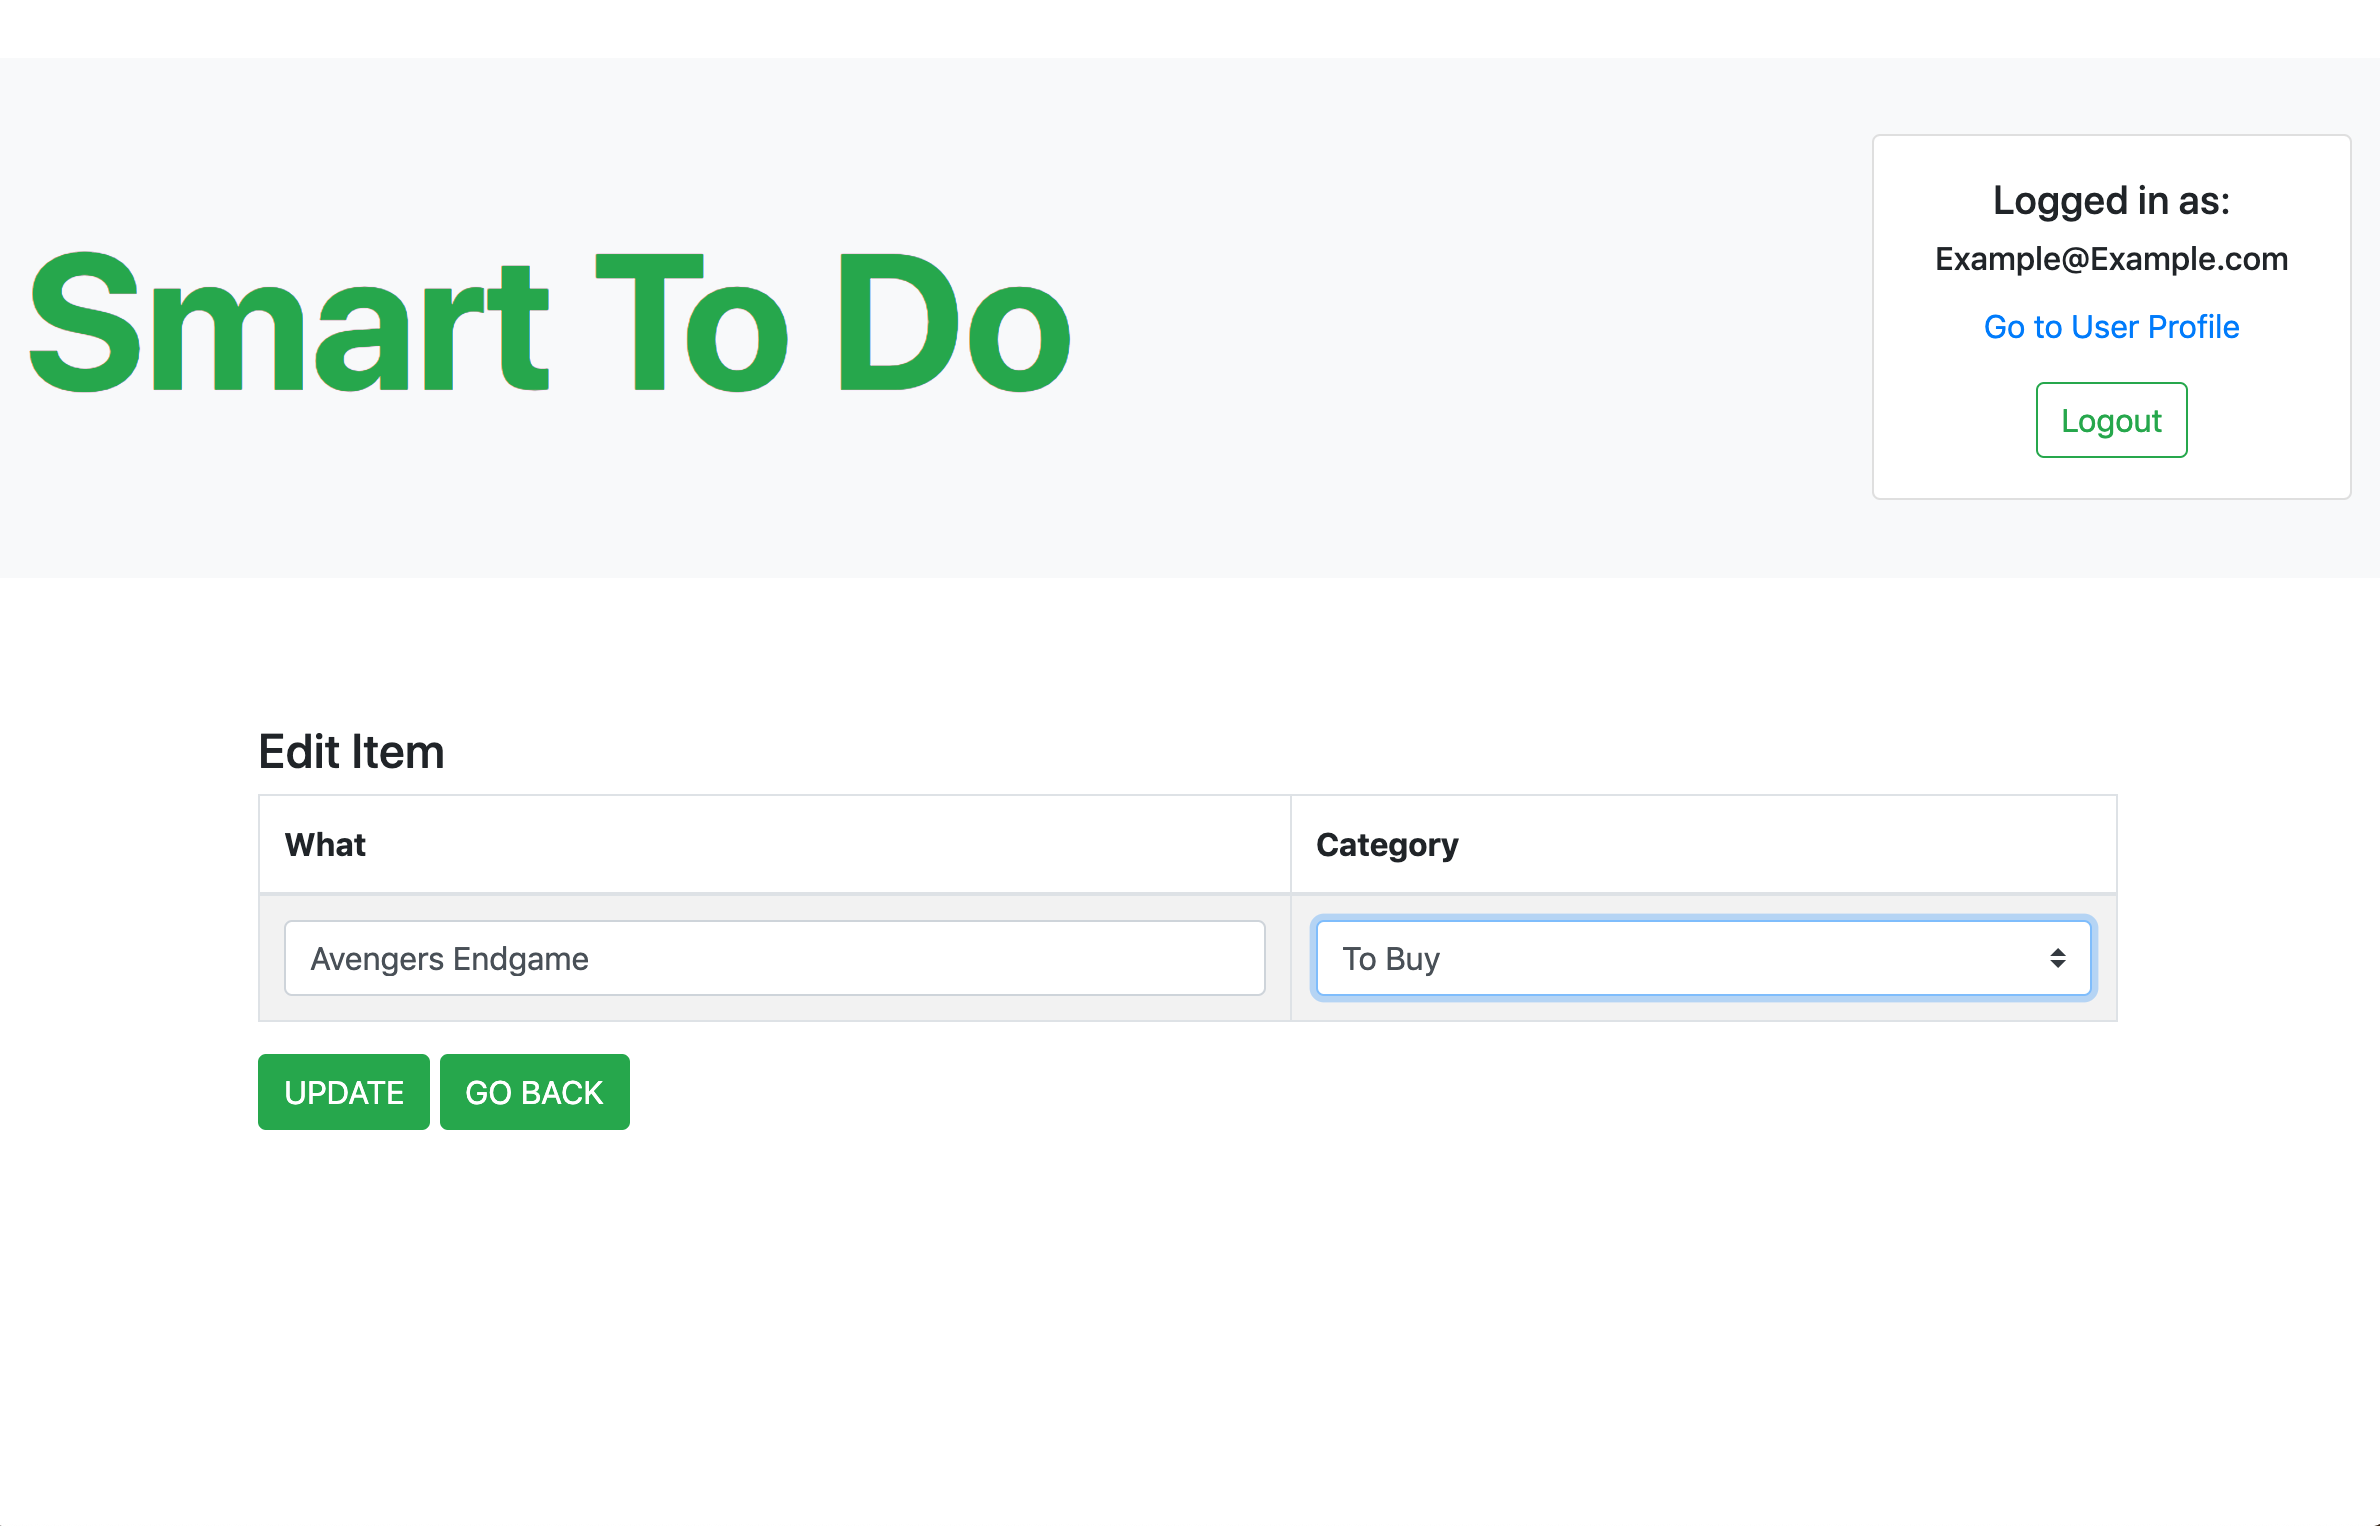 Smart To Do
Logged in as:
Example@Example.com
Go to User Profile
Logout
Edit Item
What
Category
Avengers Endgame
To Buy
UPDATE
GO BACK